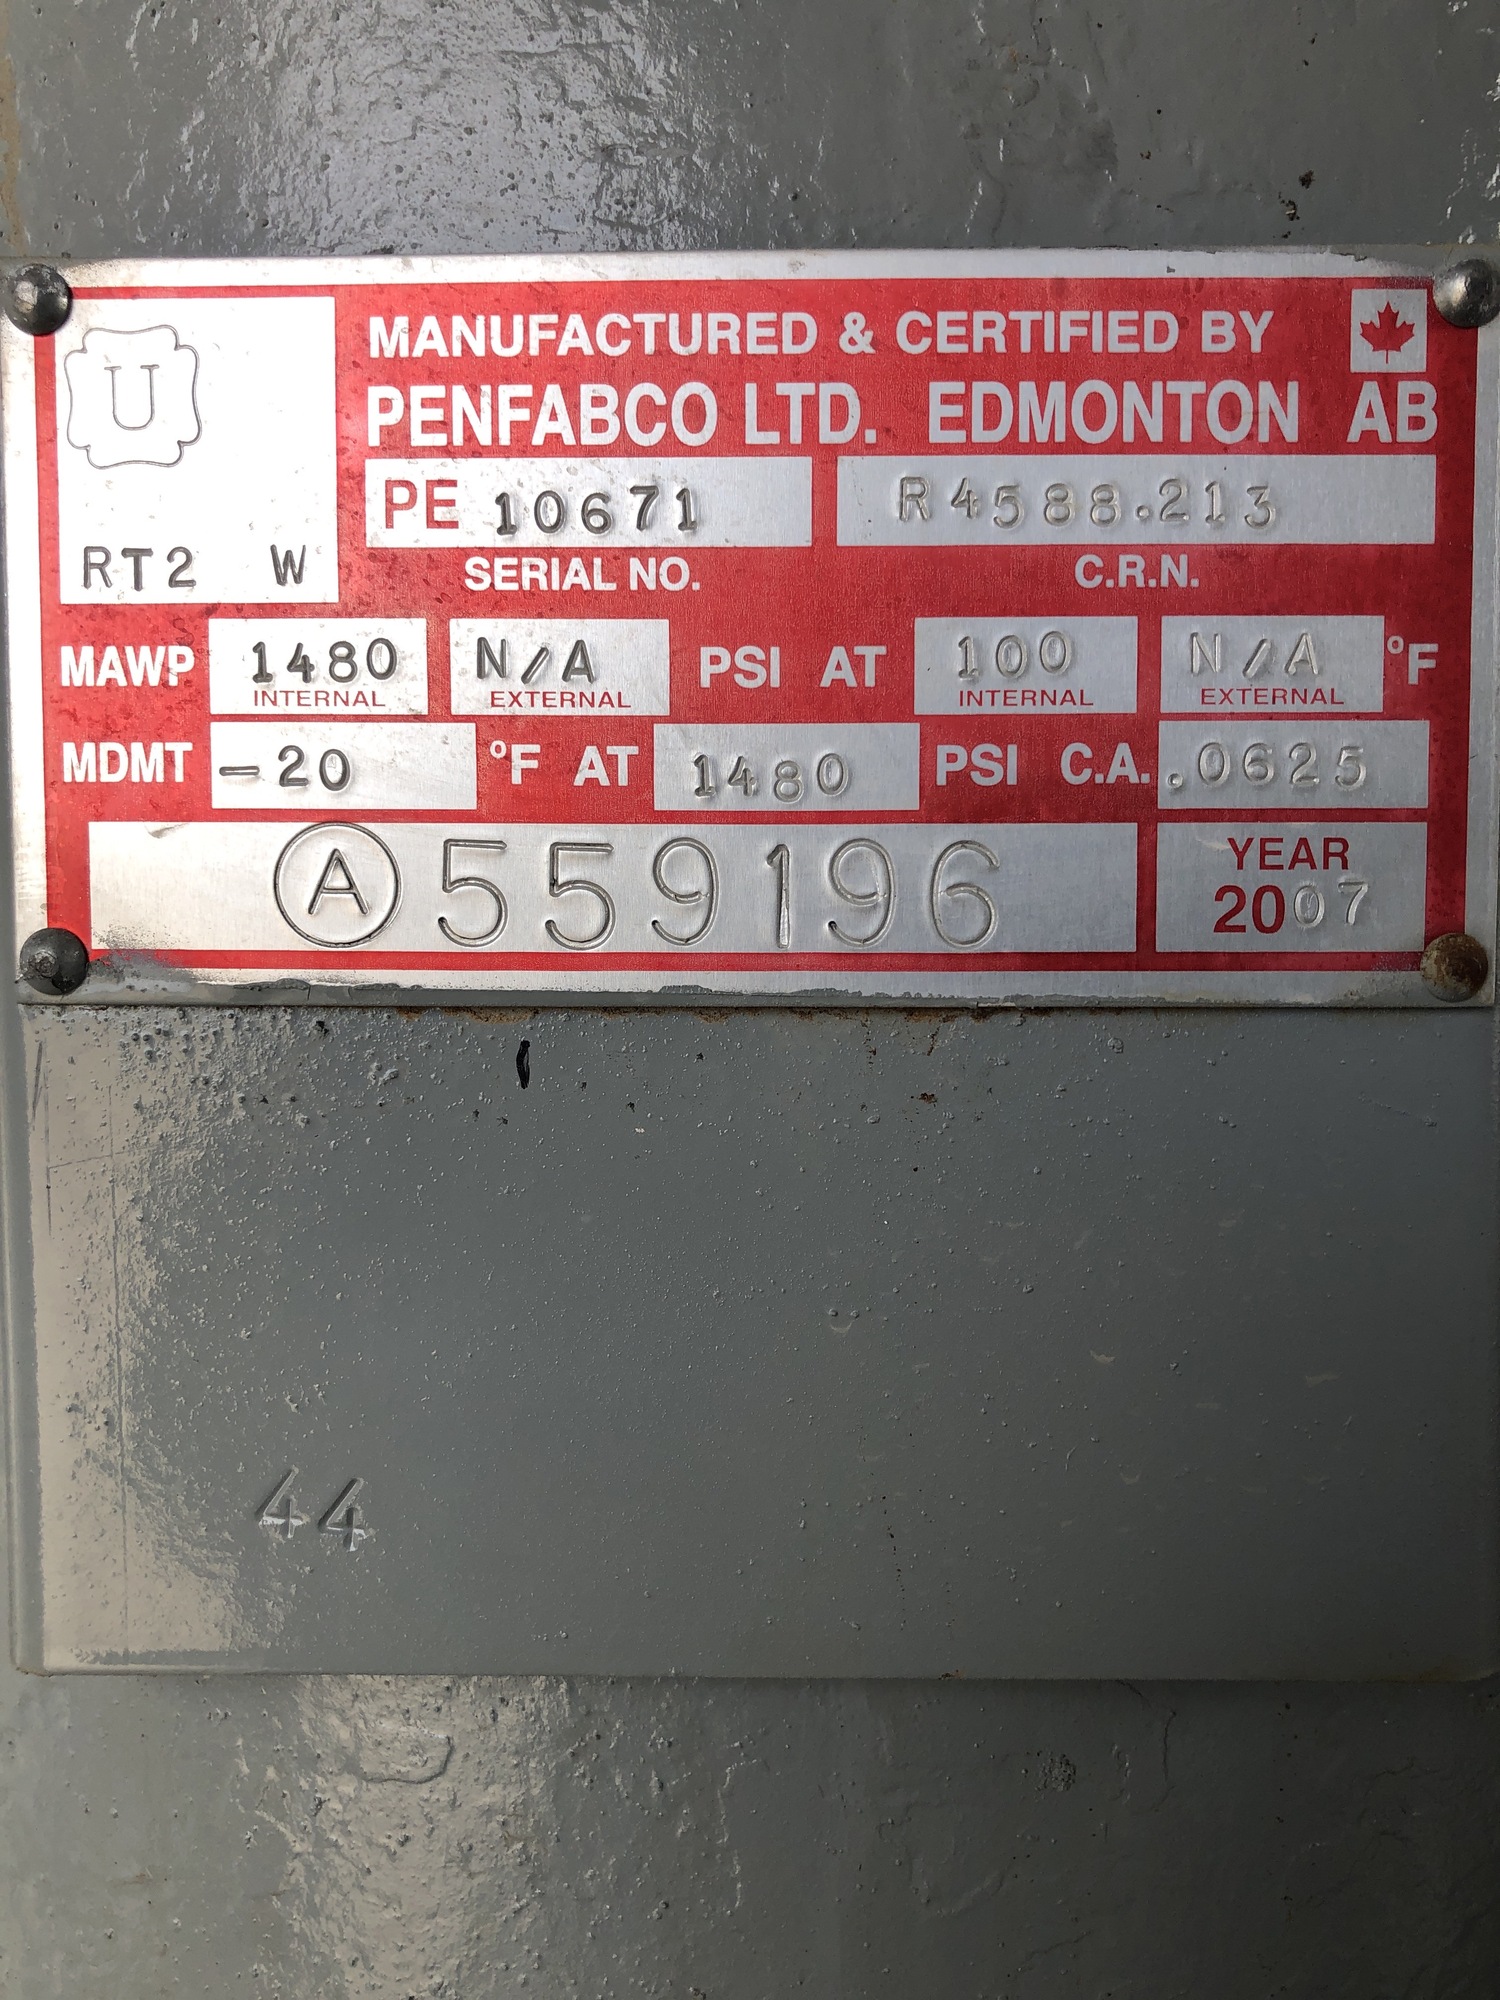 U
RT2 W
MANUFACTURED & CERTIFIED BY
PENFABCO LTD. EDMONTON AB
PE 10671
R4588.213
SERIAL NO.
C.R.N.
MAWP 1480 N/A PSI AT 100 N/A °F
INTERNAL EXTERNAL INTERNAL EXTERNAL
MDMT -20 °F AT 1480 PSI C.A. .0625
A 559196
YEAR
2007
44